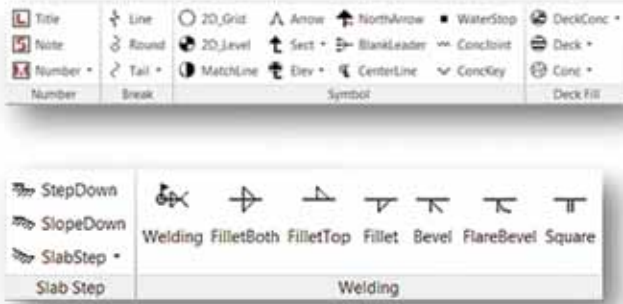 Title Line 2D_Grid Arrow NorthArrow WaterStop DeckConc
Note Round 2D_Level Sect BlankLeader ConcJoint Deck
Number Tail MatchLine Elev CenterLine ConcKey Conc
Number Break Symbol Deck Fill
StepDown
SlopeDown
SlabStep
Welding FilletBoth FilletTop Fillet Bevel FlareBevel Square
Slab Step Welding